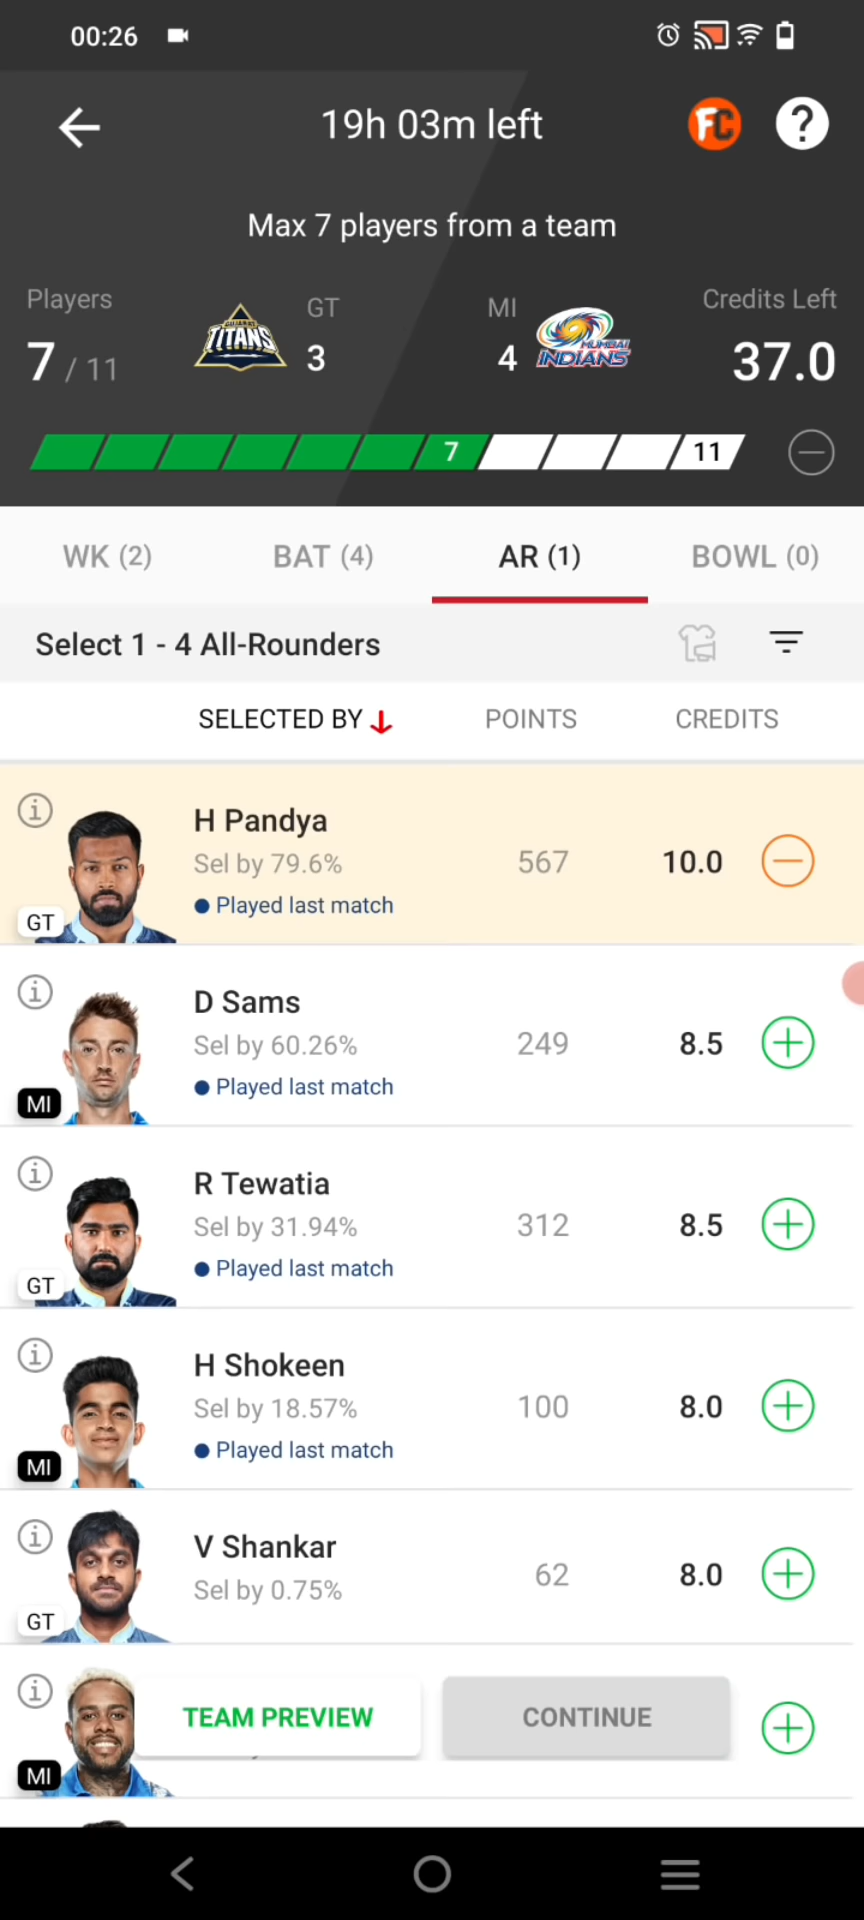 00:26
19h 03m left
FC
?
Max 7 players from a team
Players
GT
MI
Credits Left
7 / 11
GUJARAT
TITANS
3
4
MUMBAI
INDIANS
37.0
7
11
WK (2)
BAT (4)
AR (1)
BOWL (0)
Select 1 - 4 All-Rounders
SELECTED BY
POINTS
CREDITS
H Pandya
Sel by 79.6%
567
10.0
Played last match
GT
D Sams
Sel by 60.26%
249
8.5
Played last match
MI
R Tewatia
Sel by 31.94%
312
8.5
Played last match
GT
H Shokeen
Sel by 18.57%
100
8.0
Played last match
MI
V Shankar
Sel by 0.75%
62
8.0
GT
TEAM PREVIEW
CONTINUE
MI